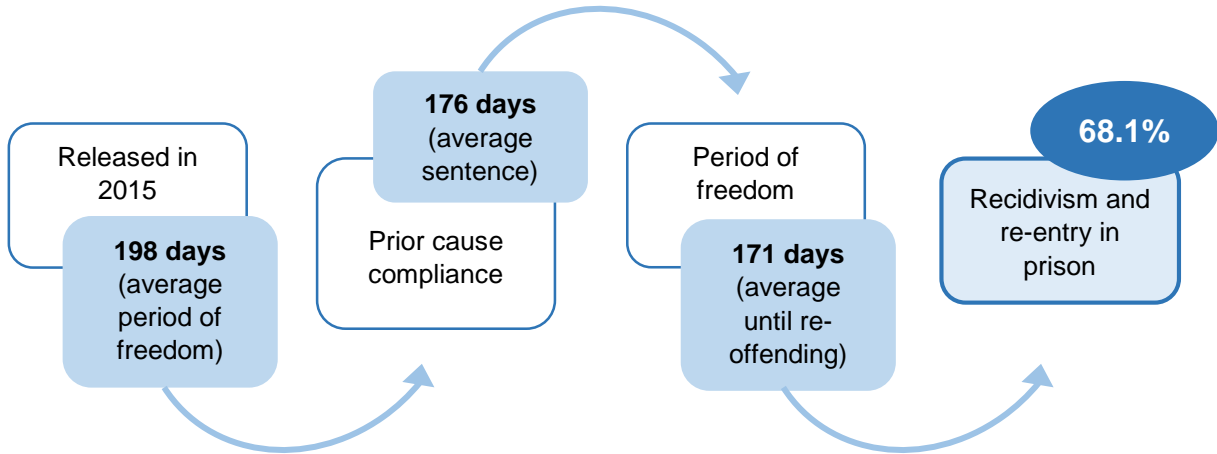 Released in
2015
198 days
(average
period of
freedom)
176 days
(average
sentence)
Prior cause
compliance
Period of
freedom
171 days
(average
until re-
offending)
68.1%
Recidivism and
re-entry in
prison